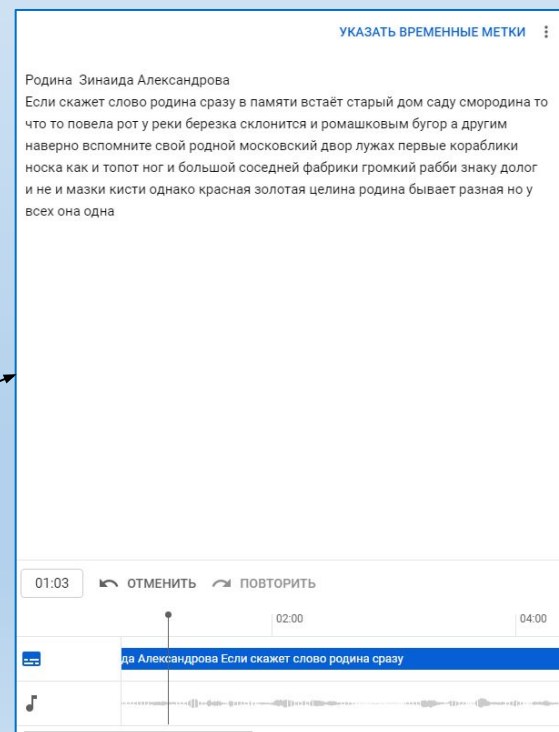 УКАЗАТЬ ВРЕМЕННЫЕ МЕТКИ
Родина Зинаида Александрова
Если скажет слово родина сразу в памяти встаёт старый дом саду смородина то
что то повела рот у реки березка склонится и ромашковым бугор а другим
наверно вспомните свой родной московский двор лужах первые кораблики
носка как и топот ног и большой соседней фабрики громкий рабби знаку долог
и не и мазки кисти однако красная золотая целина родина бывает разная но у
всех она одна
01:03 ОТМЕНИТЬ ПОВТОРИТЬ
02:00 04:00
да Александрова Если скажет слово родина сразу